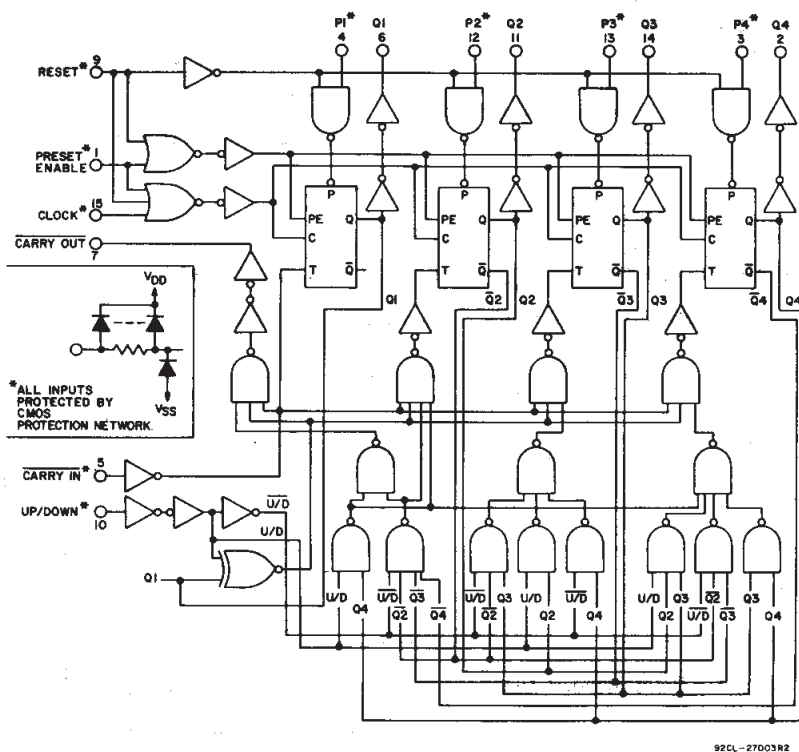 P1* Q1 P2* Q2 P3* Q3 P4* Q4
4 6 12 11 13 14 3 2
9
RESET*
1
PRESET*
ENABLE
15
CLOCK*
P P P P
PE Q PE Q PE Q PE Q
C C C C
CARRY OUT
7
T Q̅ T Q̅ T Q̅ T Q̅
Q1 Q̅2 Q2 Q̅3 Q3 Q̅4 Q4
VDD
VSS
*ALL INPUTS
PROTECTED BY
CMOS
PROTECTION NETWORK
5
CARRY IN*
UP/DOWN*
10
U/D
U/D
Q1
U/D U/D Q̅3 U/D Q3 U/D U/D U/D Q3 Q̅2 Q3
Q4 Q̅2 Q̅4 Q̅2 Q2 Q4 Q2 U/D Q̅3 Q4
92CL-27003R2